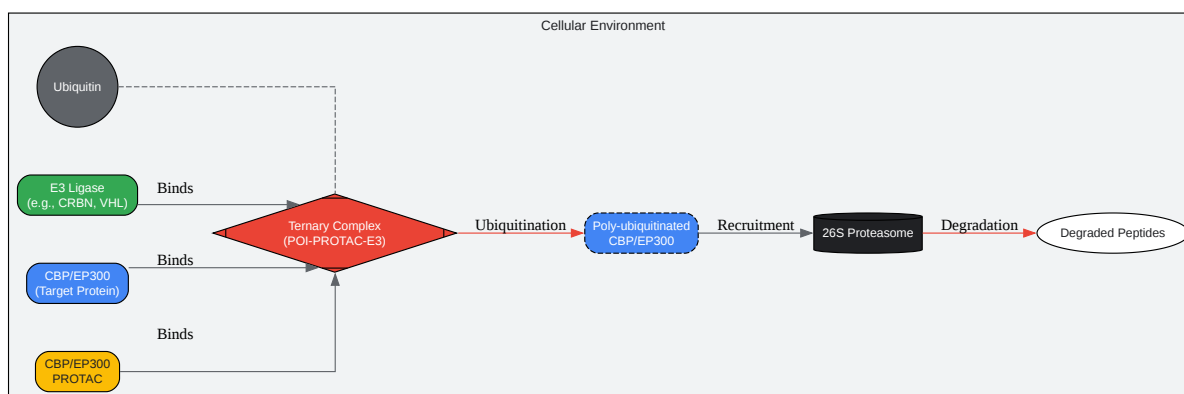 Cellular Environment
Ubiquitin
E3 Ligase
(e.g., CRBN, VHL)
Binds
CBP/EP300
(Target Protein)
Binds
CBP/EP300
PROTAC
Binds
Ternary Complex
(POI-PROTAC-E3)
Ubiquitination
Poly-ubiquitinated
CBP/EP300
Recruitment
26S Proteasome
Degradation
Degraded Peptides